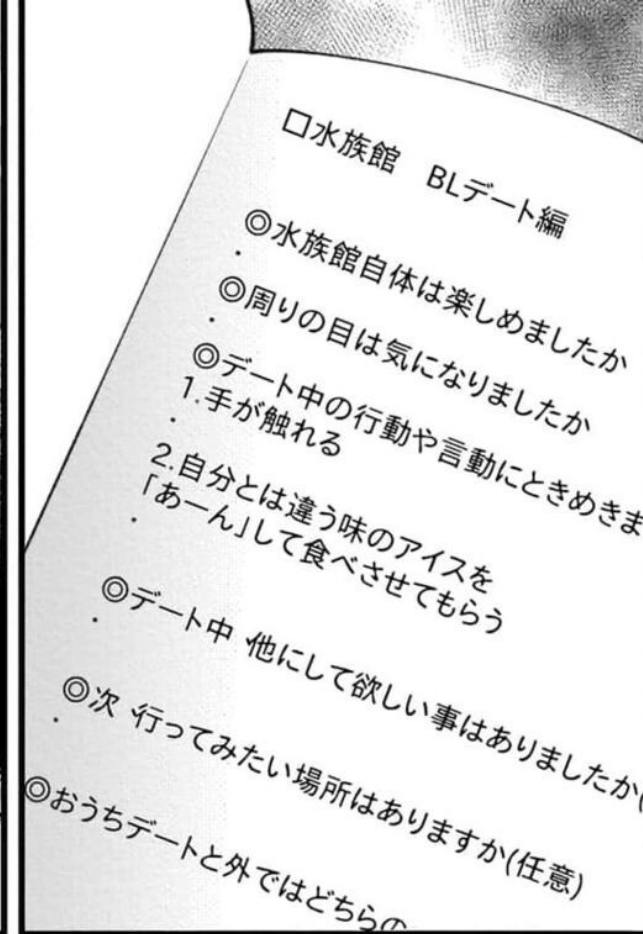 □水族館 BLデート編
◎水族館自体は楽しめましたか
・
◎周りの目は気になりましたか
・
◎デート中の行動や言動にときめきま
1.手が触れる
・
2.自分とは違う味のアイスを
「あーん」して食べさせてもらう
・
◎デート中、他にして欲しい事はありましたか(
・
◎次、行ってみたい場所はありますか(任意)
・
◎おうちデートと外ではどちらの